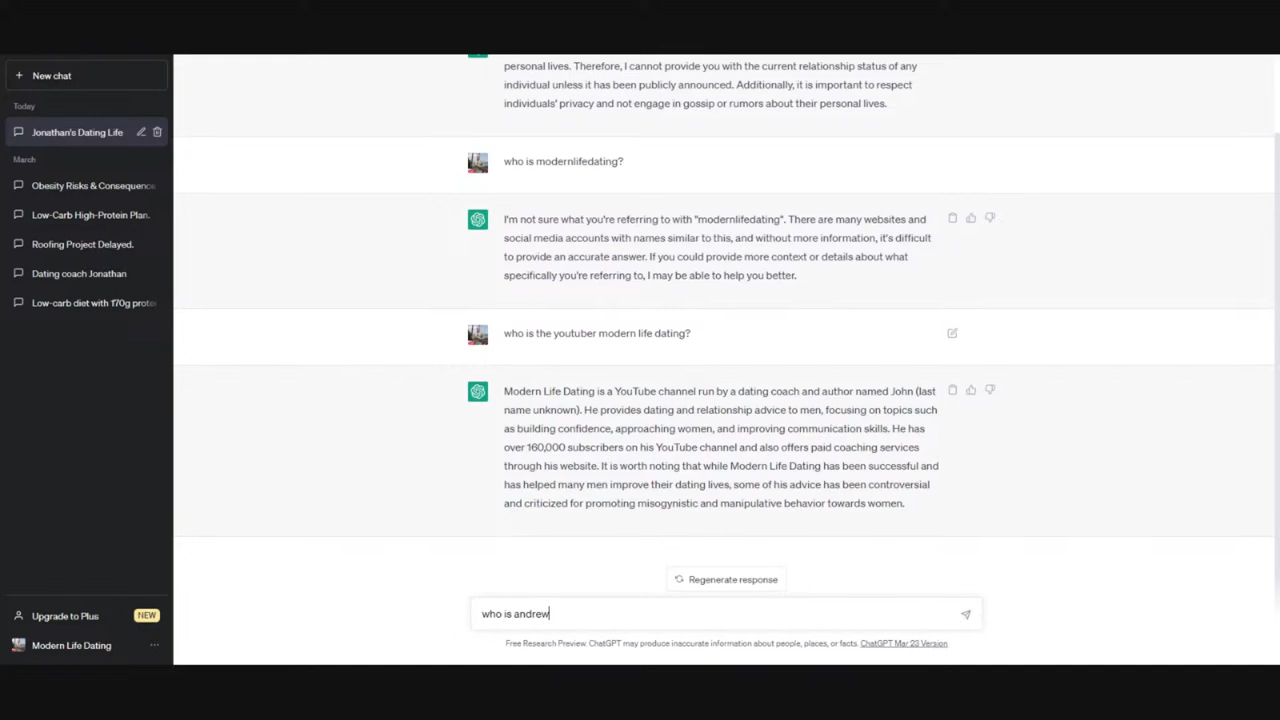 New chat
Today
Jonathan's Dating Life
March
Obesity Risks & Consequence
Low-Carb High-Protein Plan.
Roofing Project Delayed.
Dating coach Jonathan
Low-carb diet with 170g prote
Upgrade to Plus
NEW
Modern Life Dating
personal lives. Therefore, I cannot provide you with the current relationship status of any
individual unless it has been publicly announced. Additionally, it is important to respect
individuals' privacy and not engage in gossip or rumors about their personal lives.
who is modernlifedating?
I'm not sure what you're referring to with "modernlifedating". There are many websites and
social media accounts with names similar to this, and without more information, it's difficult
to provide an accurate answer. If you could provide more context or details about what
specifically you're referring to, I may be able to help you better.
who is the youtuber modern life dating?
Modern Life Dating is a YouTube channel run by a dating coach and author named John (last
name unknown). He provides dating and relationship advice to men, focusing on topics such
as building confidence, approaching women, and improving communication skills. He has
over 160,000 subscribers on his YouTube channel and also offers paid coaching services
through his website. It is worth noting that while Modern Life Dating has been successful and
has helped many men improve their dating lives, some of his advice has been controversial
and criticized for promoting misogynistic and manipulative behavior towards women.
Regenerate response
who is andrew
Free Research Preview. ChatGPT may produce inaccurate information about people, places, or facts. ChatGPT Mar 23 Version